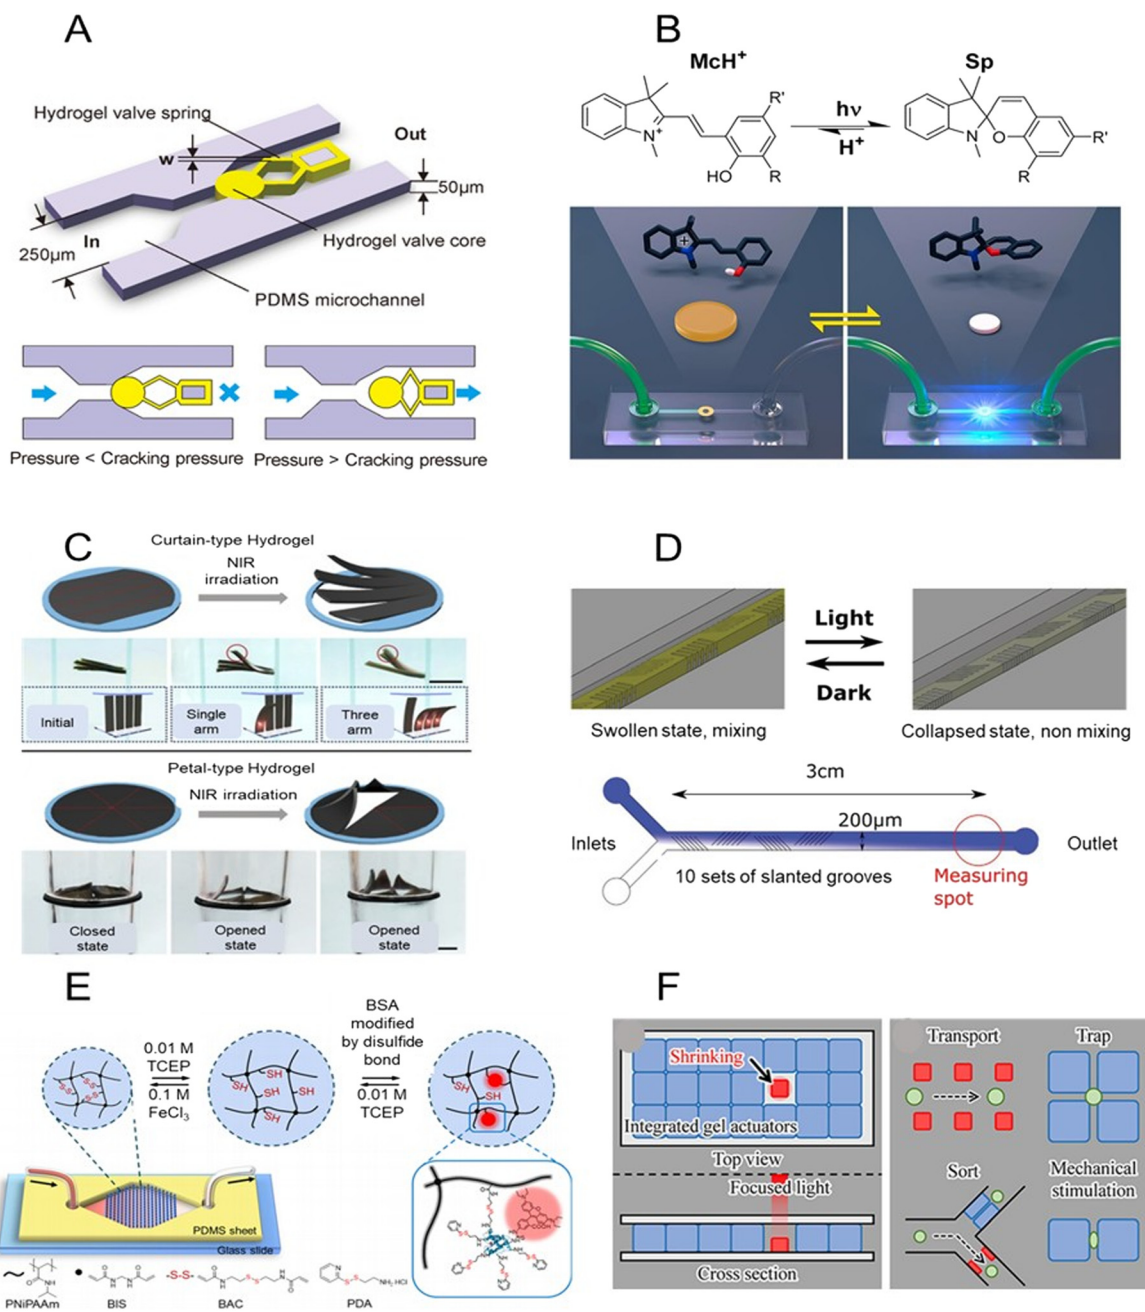 A
Hydrogel valve spring
Out
w
50μm
In
250μm
Hydrogel valve core
PDMS microchannel
Pressure < Cracking pressure
Pressure > Cracking pressure
B
McH+
Sp
R'
hν
H+
N+
HO
R
N
O
R'
R
+
C
Curtain-type Hydrogel
NIR
irradiation
Initial
Single
arm
Three
arm
Petal-type Hydrogel
NIR irradiation
Closed
state
Opened
state
Opened
state
D
Light
Dark
Swollen state, mixing
Collapsed state, non mixing
3cm
200μm
Inlets
Outlet
10 sets of slanted grooves
Measuring
spot
E
0.01 M
TCEP
0.1 M
FeCl3
BSA
modified
by disulfide
bond
0.01 M
TCEP
S-S
S-S
S-S
SH
SH
SH
SH
SH
SH
SH
SH
PDMS sheet
Glass slide
PNiPAAm
BIS
-S-S-
BAC
PDA
NH2·HCl
F
Shrinking
Integrated gel actuators
Top view
Focused light
Cross section
Transport
Trap
Sort
Mechanical
stimulation